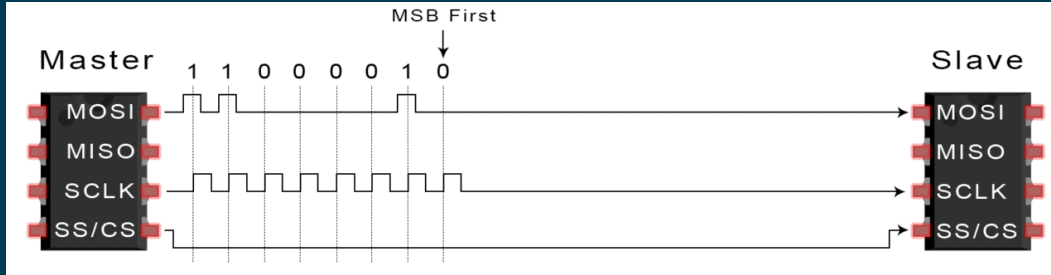 MSB First
Master
Slave
1 1 0 0 0 0 1 0
MOSI
MOSI
MISO
MISO
SCLK
SCLK
SS/CS
SS/CS